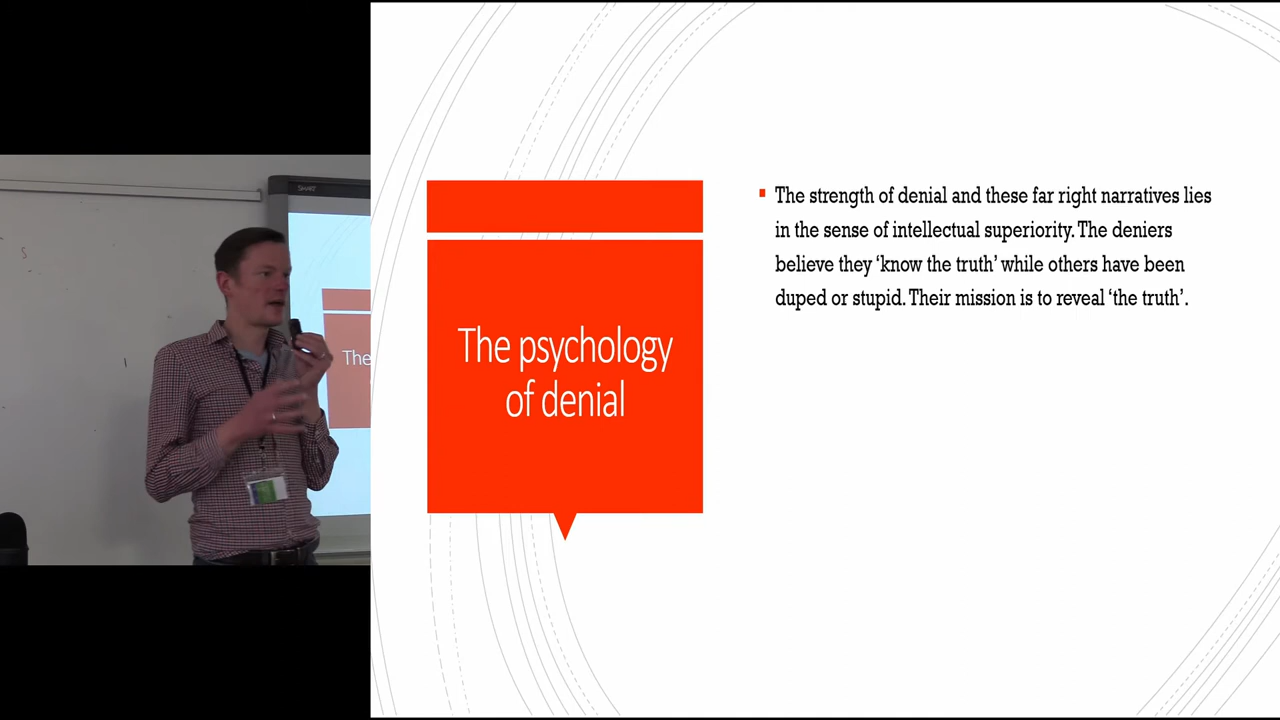 SMART
The
The psychology
of denial
The strength of denial and these far right narratives lies
in the sense of intellectual superiority. The deniers
believe they ‘know the truth’ while others have been
duped or stupid. Their mission is to reveal ‘the truth’.